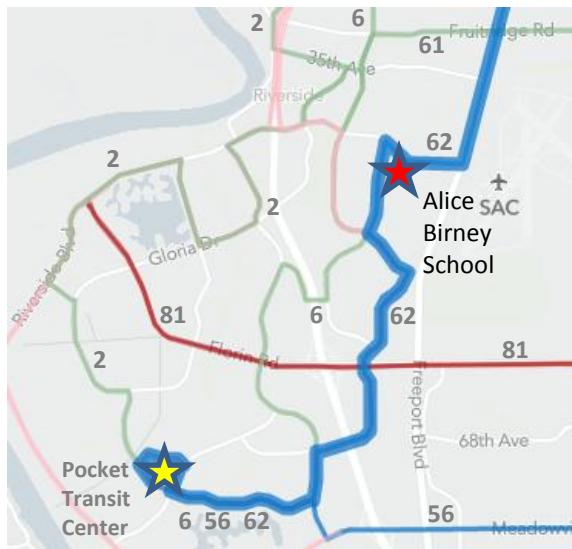 2
6
61
Fruitridge Rd
35th Ave
Riverside
62
2
2
Alice
Birney
School
SAC
Gloria Dr
Riverside Blvd
81
6
62
Florin Rd
81
2
Freeport Blvd
68th Ave
Pocket
Transit
Center
6 56 62
56
Meadowvi